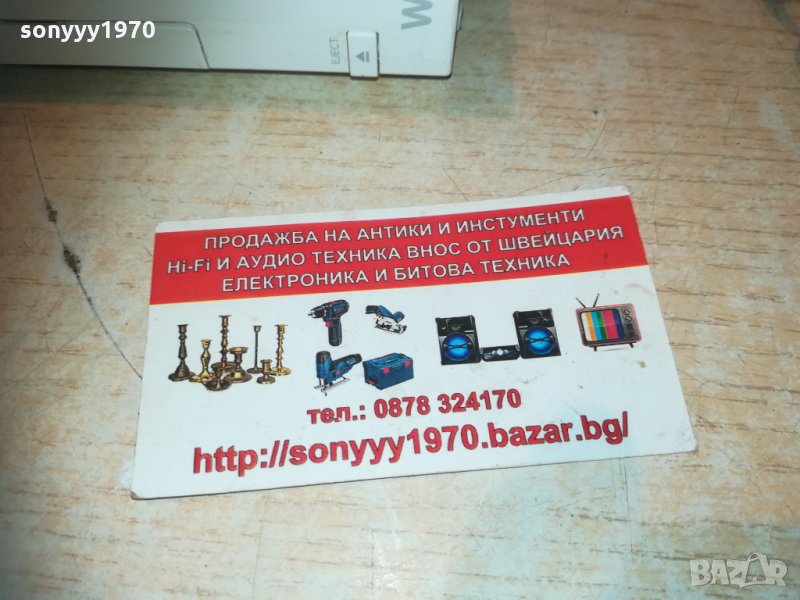 sonyyy1970
EJECT
W
ПРОДАЖБА НА АНТИКИ И ИНСТУМЕНТИ
Hi-Fi И АУДИО ТЕХНИКА ВНОС ОТ ШВЕЙЦАРИЯ
ЕЛЕКТРОНИКА И БИТОВА ТЕХНИКА
тел.: 0878 324170
http://sonyyy1970.bazar.bg/
BAZAR